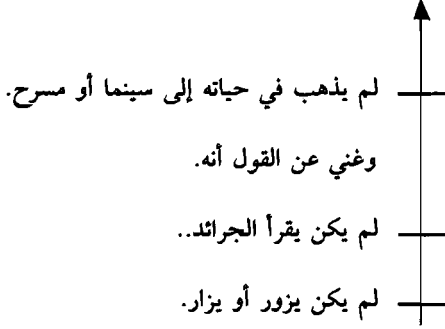 لم يذهب في حياته إلى سينما أو مسرح.
وغني عن القول أنه.
لم يكن يقرأ الجرائد..
لم يكن يزور أو يزار.